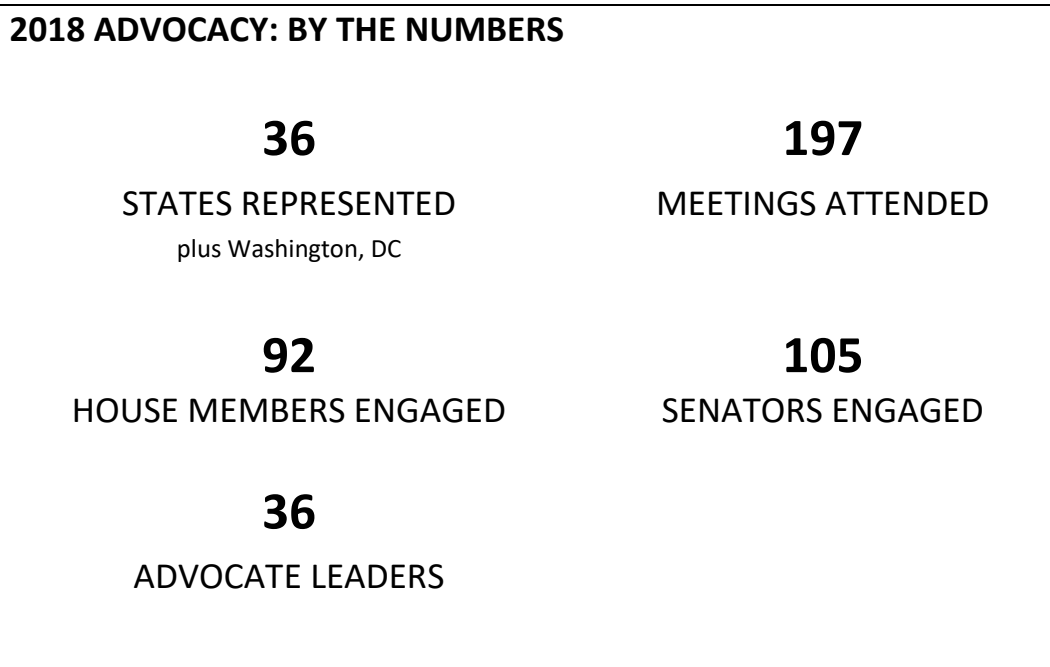 2018 ADVOCACY: BY THE NUMBERS
36
STATES REPRESENTED
plus Washington, DC
197
MEETINGS ATTENDED
92
HOUSE MEMBERS ENGAGED
105
SENATORS ENGAGED
36
ADVOCATE LEADERS